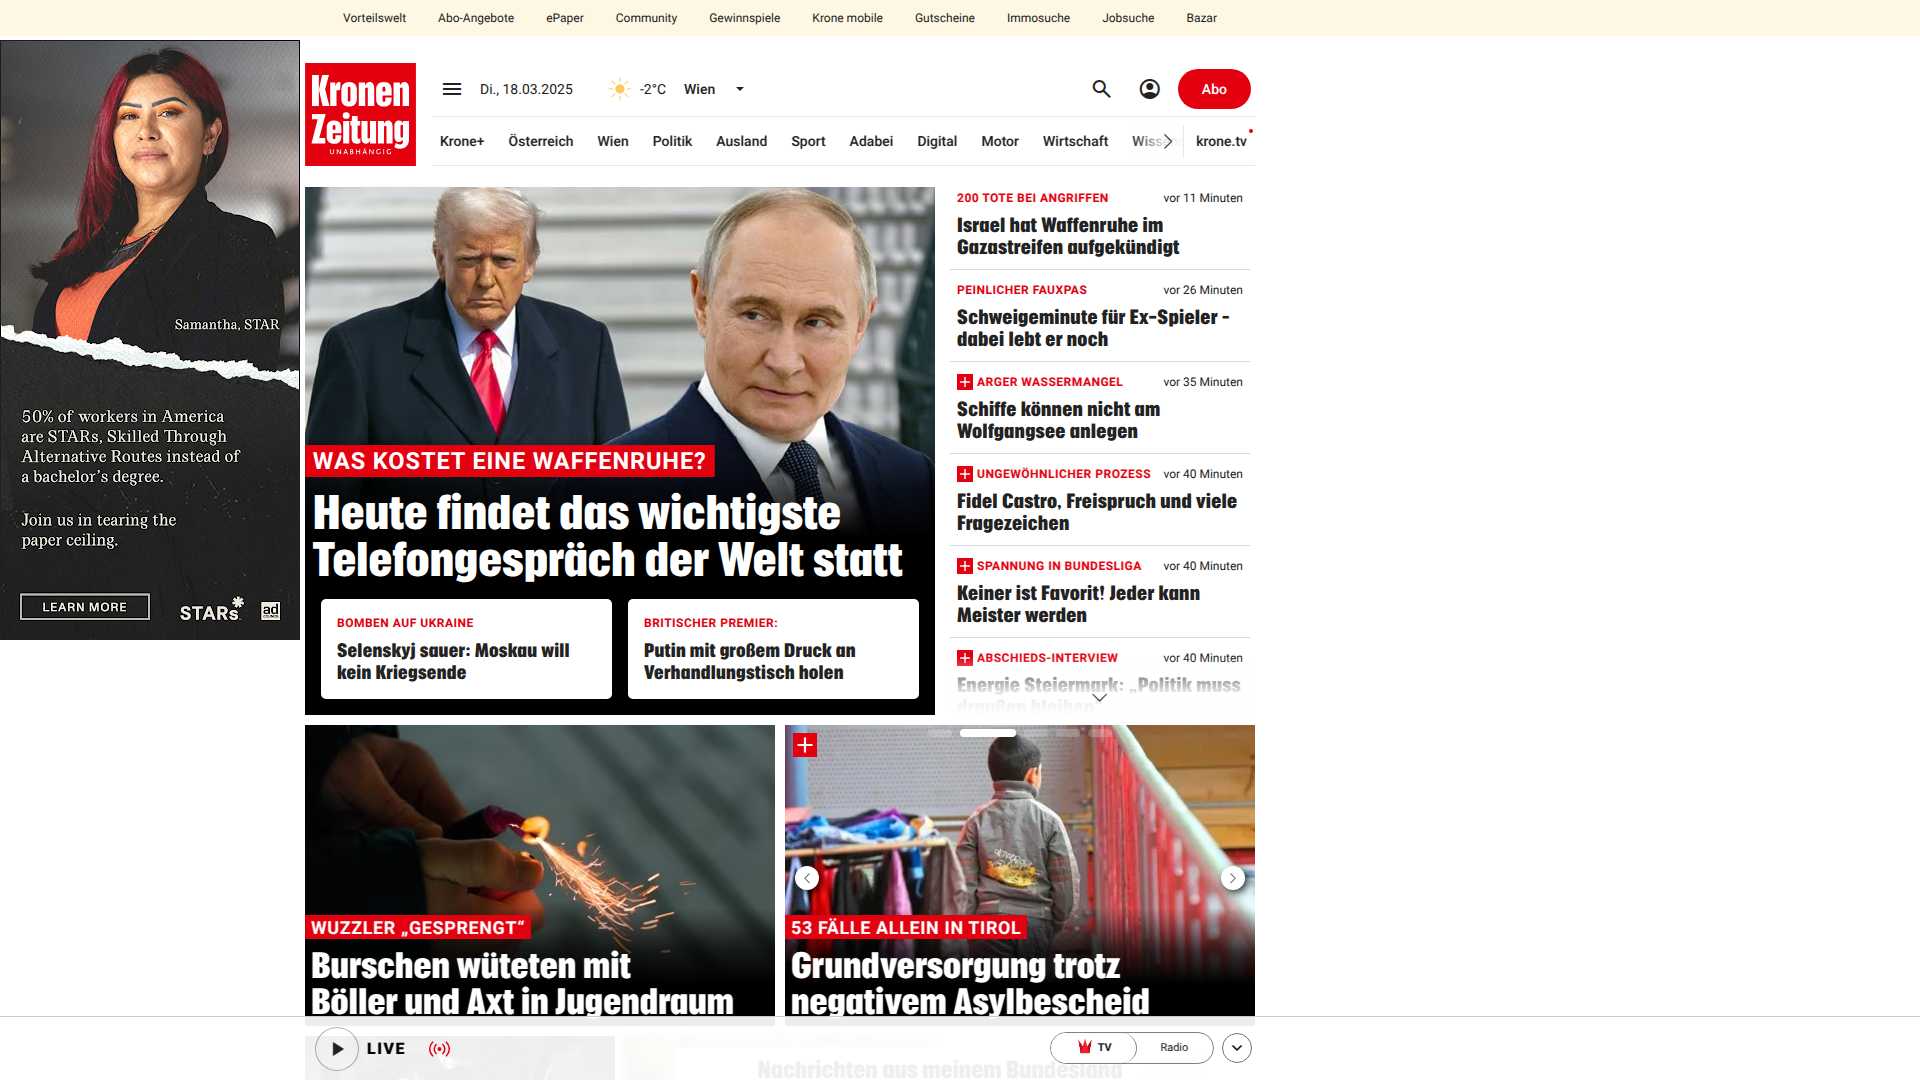 Vorteilswelt
Abo-Angebote
ePaper
Community
Gewinnspiele
Krone mobile
Gutscheine
Immosuche
Jobsuche
Bazar
Samantha, STAR
50% of workers in America
are STARs, Skilled Through
Alternative Routes instead of
a bachelor's degree.
Join us in tearing the
paper ceiling.
LEARN MORE
STARs*
ad
Kronen
Zeitung
UNABHÄNGIG
Di., 18.03.2025
-2°C
Wien
Abo
Krone+
Österreich
Wien
Politik
Ausland
Sport
Adabei
Digital
Motor
Wirtschaft
krone.tv
WAS KOSTET EINE WAFFENRUHE?
Heute findet das wichtigste
Telefongespräch der Welt statt
BOMBEN AUF UKRAINE
Selenskyj sauer: Moskau will
kein Kriegsende
BRITISCHER PREMIER:
Putin mit großem Druck an
Verhandlungstisch holen
200 TOTE BEI ANGRIFFEN vor 11 Minuten
Israel hat Waffenruhe im
Gazastreifen aufgekündigt
PEINLICHER FAUXPAS vor 26 Minuten
Schweigeminute für Ex-Spieler -
dabei lebt er noch
ARGER WASSERMANGEL vor 35 Minuten
Schiffe können nicht am
Wolfgangsee anlegen
UNGEWÖHNLICHER PROZESS vor 40 Minuten
Fidel Castro, Freispruch und viele
Fragezeichen
SPANNUNG IN BUNDESLIGA vor 40 Minuten
Keiner ist Favorit! Jeder kann
Meister werden
ABSCHIEDS-INTERVIEW vor 40 Minuten
Energie Steiermark: „Politik muss
draußen bleiben“
WUZZLER „GESPRENGT“
Burschen wüteten mit
Böller und Axt in Jugendraum
53 FÄLLE ALLEIN IN TIROL
Grundversorgung trotz
negativem Asylbescheid
LIVE
Nachrichten aus meinem Bundesland
TV
Radio